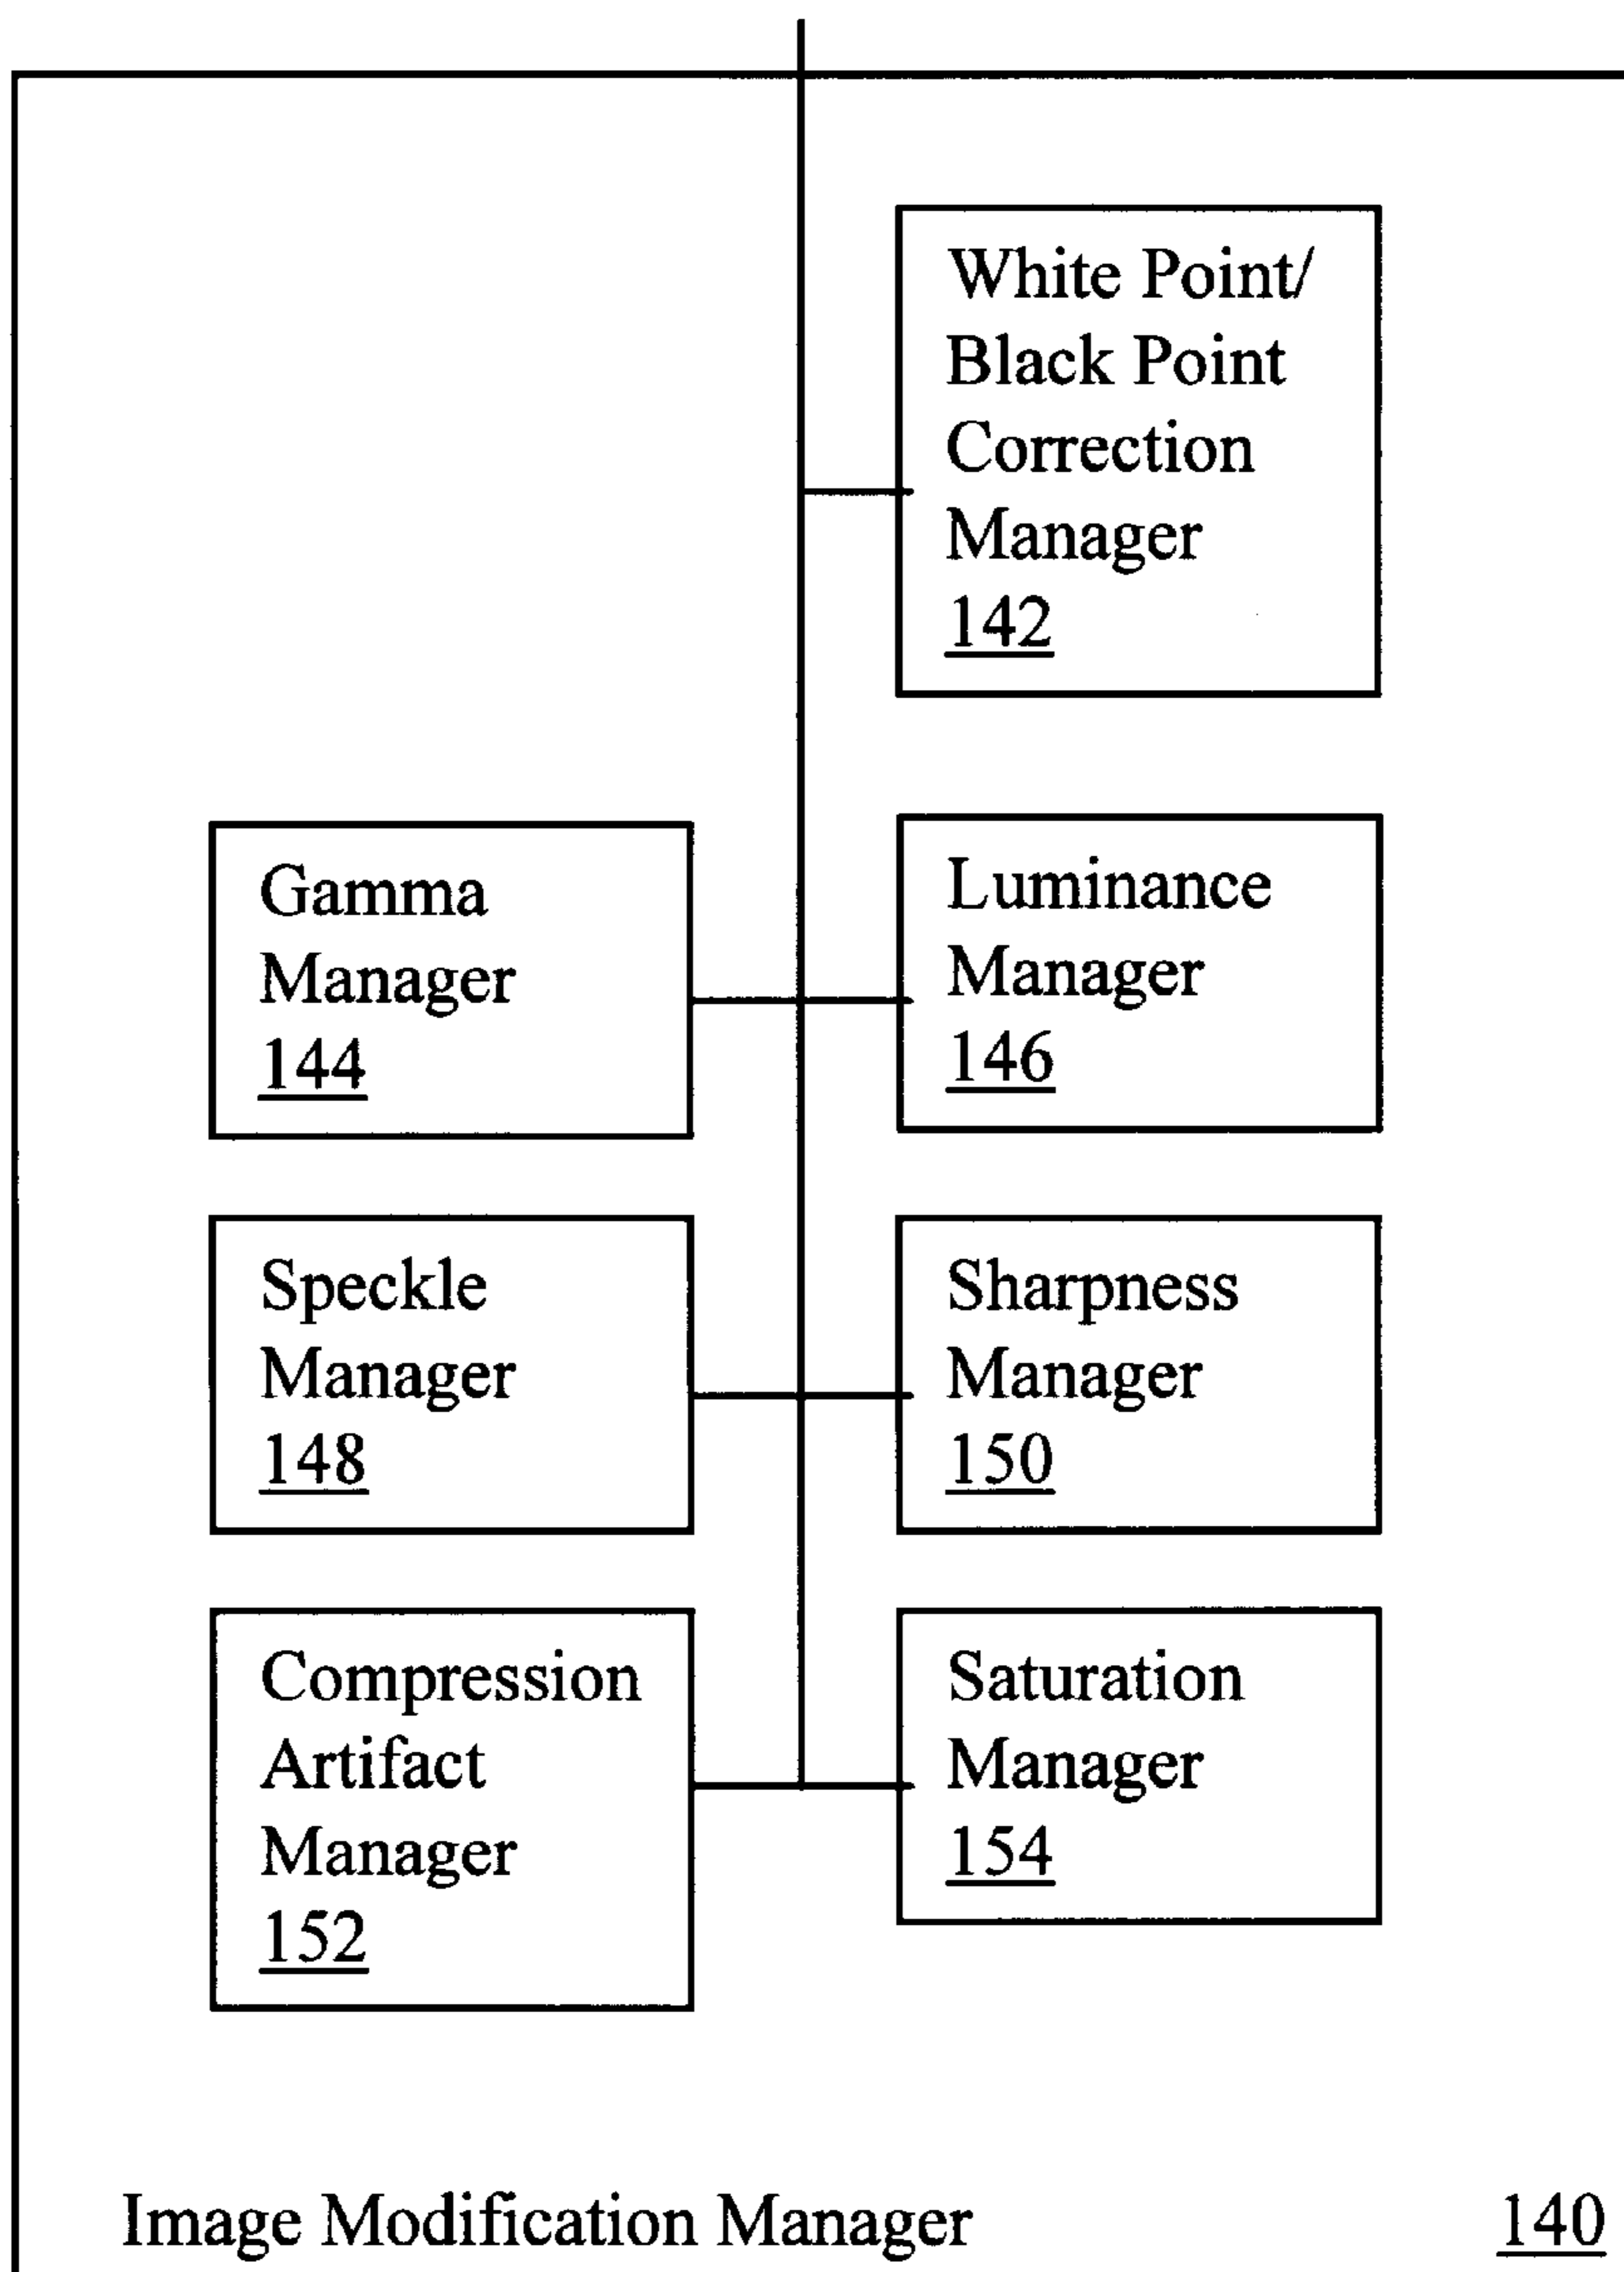 White Point/
Black Point
Correction
Manager
142
Gamma
Manager
144
Luminance
Manager
146
Speckle
Manager
148
Sharpness
Manager
150
Compression
Artifact
Manager
152
Saturation
Manager
154
Image Modification Manager 140